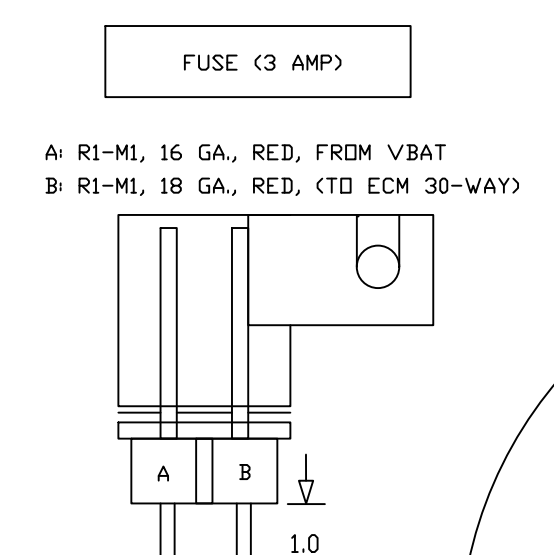 FUSE (3 AMP)
A: R1-M1, 16 GA., RED, FROM VBAT
B: R1-M1, 18 GA., RED, (TO ECM 30-WAY)
A
B
1.0